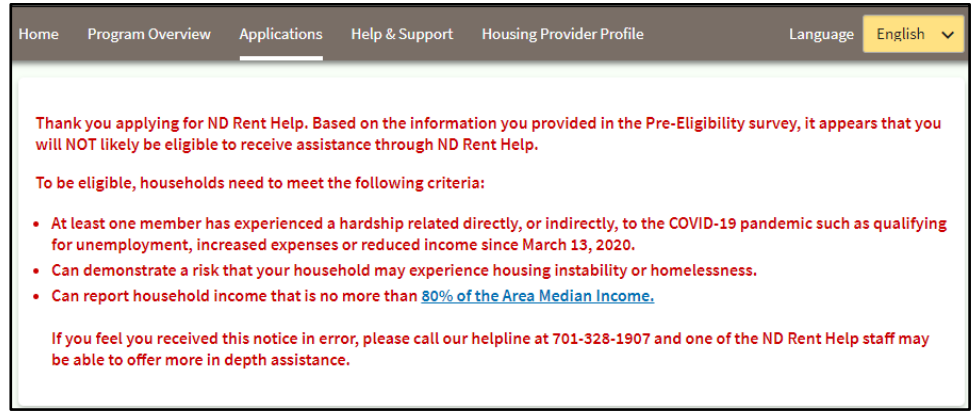 Home Program Overview Applications Help & Support Housing Provider Profile Language English
Thank you applying for ND Rent Help. Based on the information you provided in the Pre-Eligibility survey, it appears that you
will NOT likely be eligible to receive assistance through ND Rent Help.
To be eligible, households need to meet the following criteria:
• At least one member has experienced a hardship related directly, or indirectly, to the COVID-19 pandemic such as qualifying
for unemployment, increased expenses or reduced income since March 13, 2020.
• Can demonstrate a risk that your household may experience housing instability or homelessness.
• Can report household income that is no more than 80% of the Area Median Income.
If you feel you received this notice in error, please call our helpline at 701-328-1907 and one of the ND Rent Help staff may
be able to offer more in depth assistance.